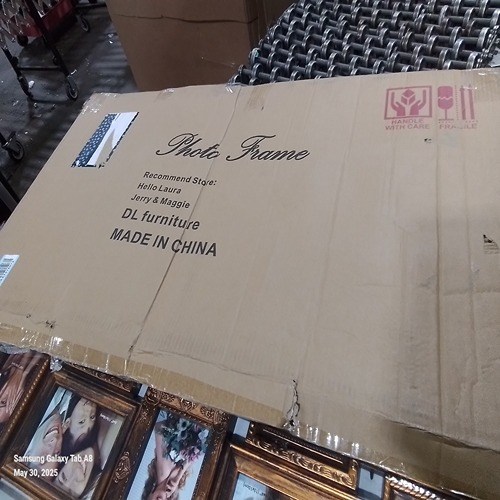 Photo Frame
Recommend Store:
Hello Laura
Jerry & Maggie
DL furniture
MADE IN CHINA
HANDLE
WITH CARE
FRAGILE
Samsung Galaxy Tab A8
May 30, 2025